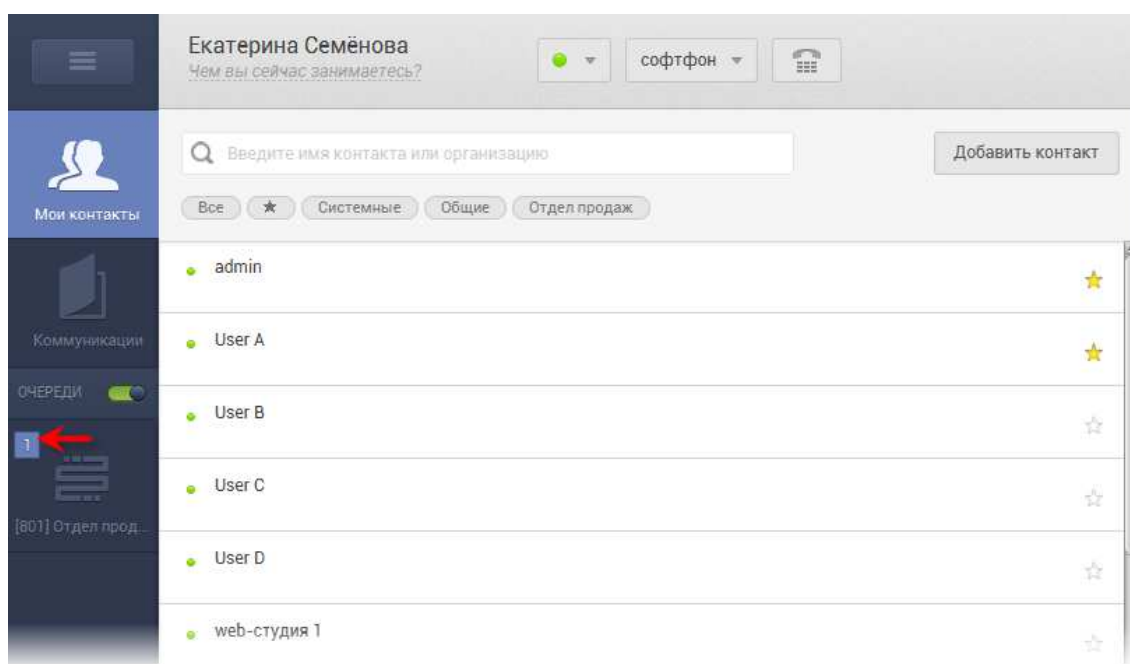 Екатерина Семёнова
Чем вы сейчас занимаетесь?
софтфон
Мои контакты
Коммуникации
ОЧЕРЕДИ
1
[801] Отдел прод...
Введите имя контакта или организацию
Добавить контакт
Все
Системные
Общие
Отдел продаж
admin
User A
User B
User C
User D
web-студия 1